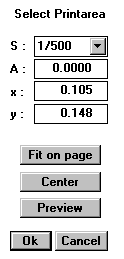 Select Printarea
S : 1/500
A : 0.0000
x : 0.105
y : 0.148
Fit on page
Center
Preview
Ok Cancel